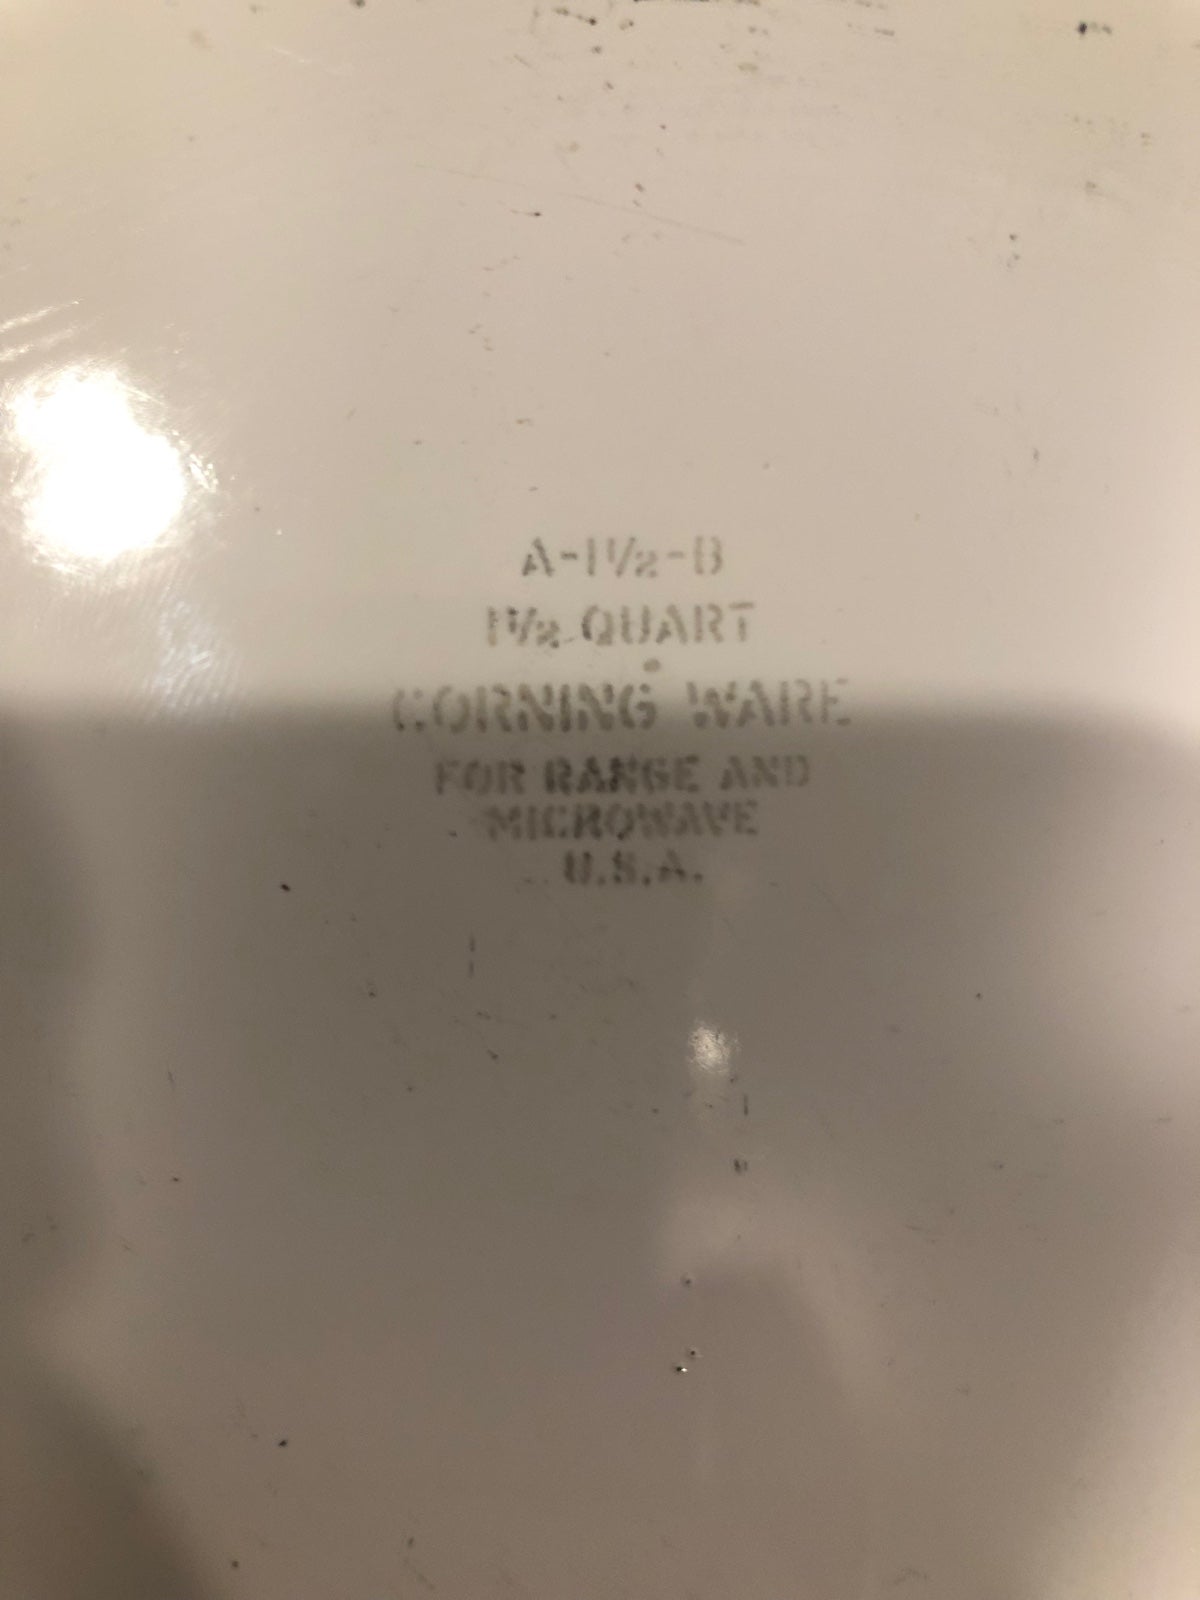 A-1½-B
1½ QUART
CORNING WARE
FOR RANGE AND
MICROWAVE
U.S.A.